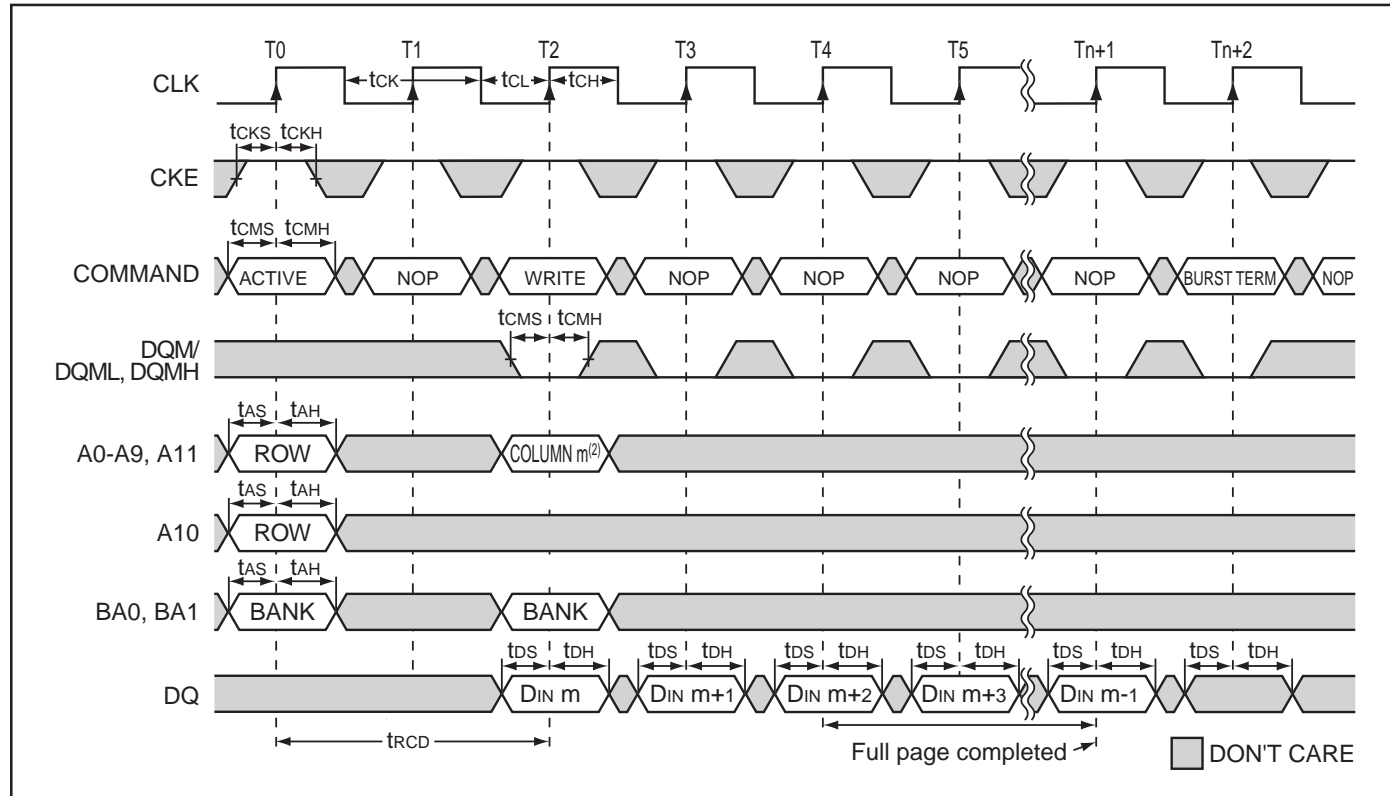 T0 T1 T2 T3 T4 T5 Tn+1 Tn+2
CLK
tCK tCL tCH
tCKS tCKH
CKE
tCMS tCMH
COMMAND ACTIVE NOP WRITE NOP NOP NOP NOP BURST TERM NOP
tCMS tCMH
DQM/
DQML, DQMH
tAS tAH
A0-A9, A11 ROW COLUMN m(2)
tAS tAH
A10 ROW
tAS tAH
BA0, BA1 BANK BANK
tDS tDH tDS tDH tDS tDH tDS tDH tDS tDH tDS tDH
DQ DIN m DIN m+1 DIN m+2 DIN m+3 DIN m-1
tRCD
Full page completed
DON'T CARE